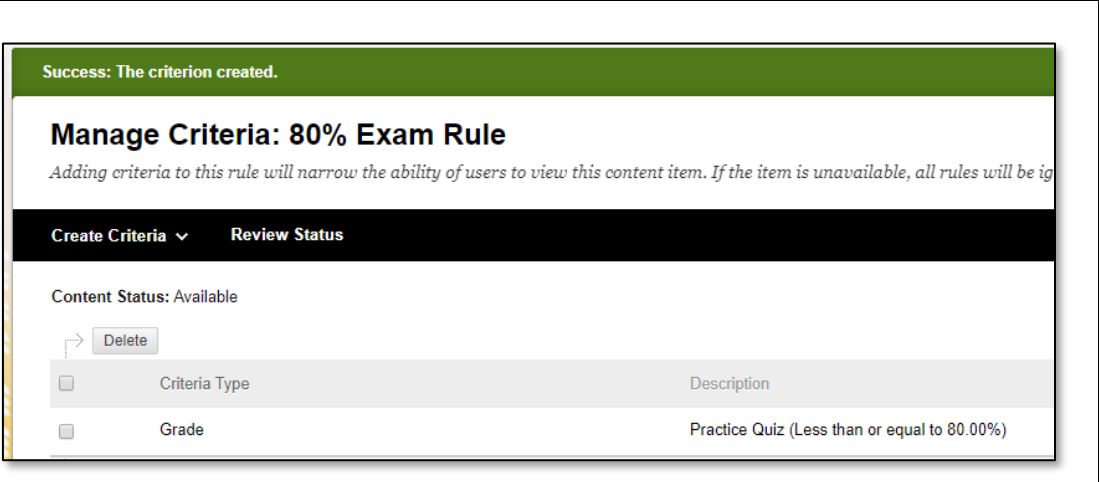 Success: The criterion created.
Manage Criteria: 80% Exam Rule
Adding criteria to this rule will narrow the ability of users to view this content item. If the item is unavailable, all rules will be ig
Create Criteria Review Status
Content Status: Available
Delete
Criteria Type Description
Grade Practice Quiz (Less than or equal to 80.00%)